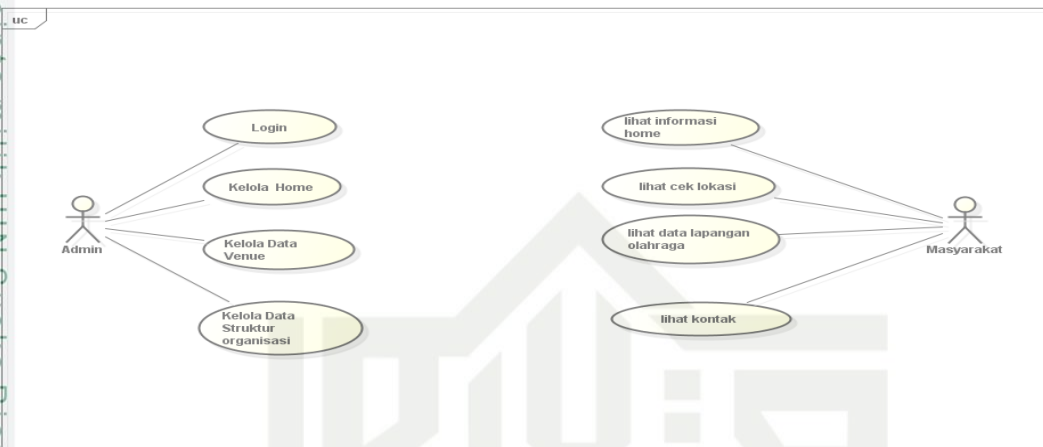 uc
Login
Kelola Home
Kelola Data
Venue
Kelola Data
Struktur
organisasi
Admin
lihat informasi
home
lihat cek lokasi
lihat data lapangan
olahraga
lihat kontak
Masyarakat